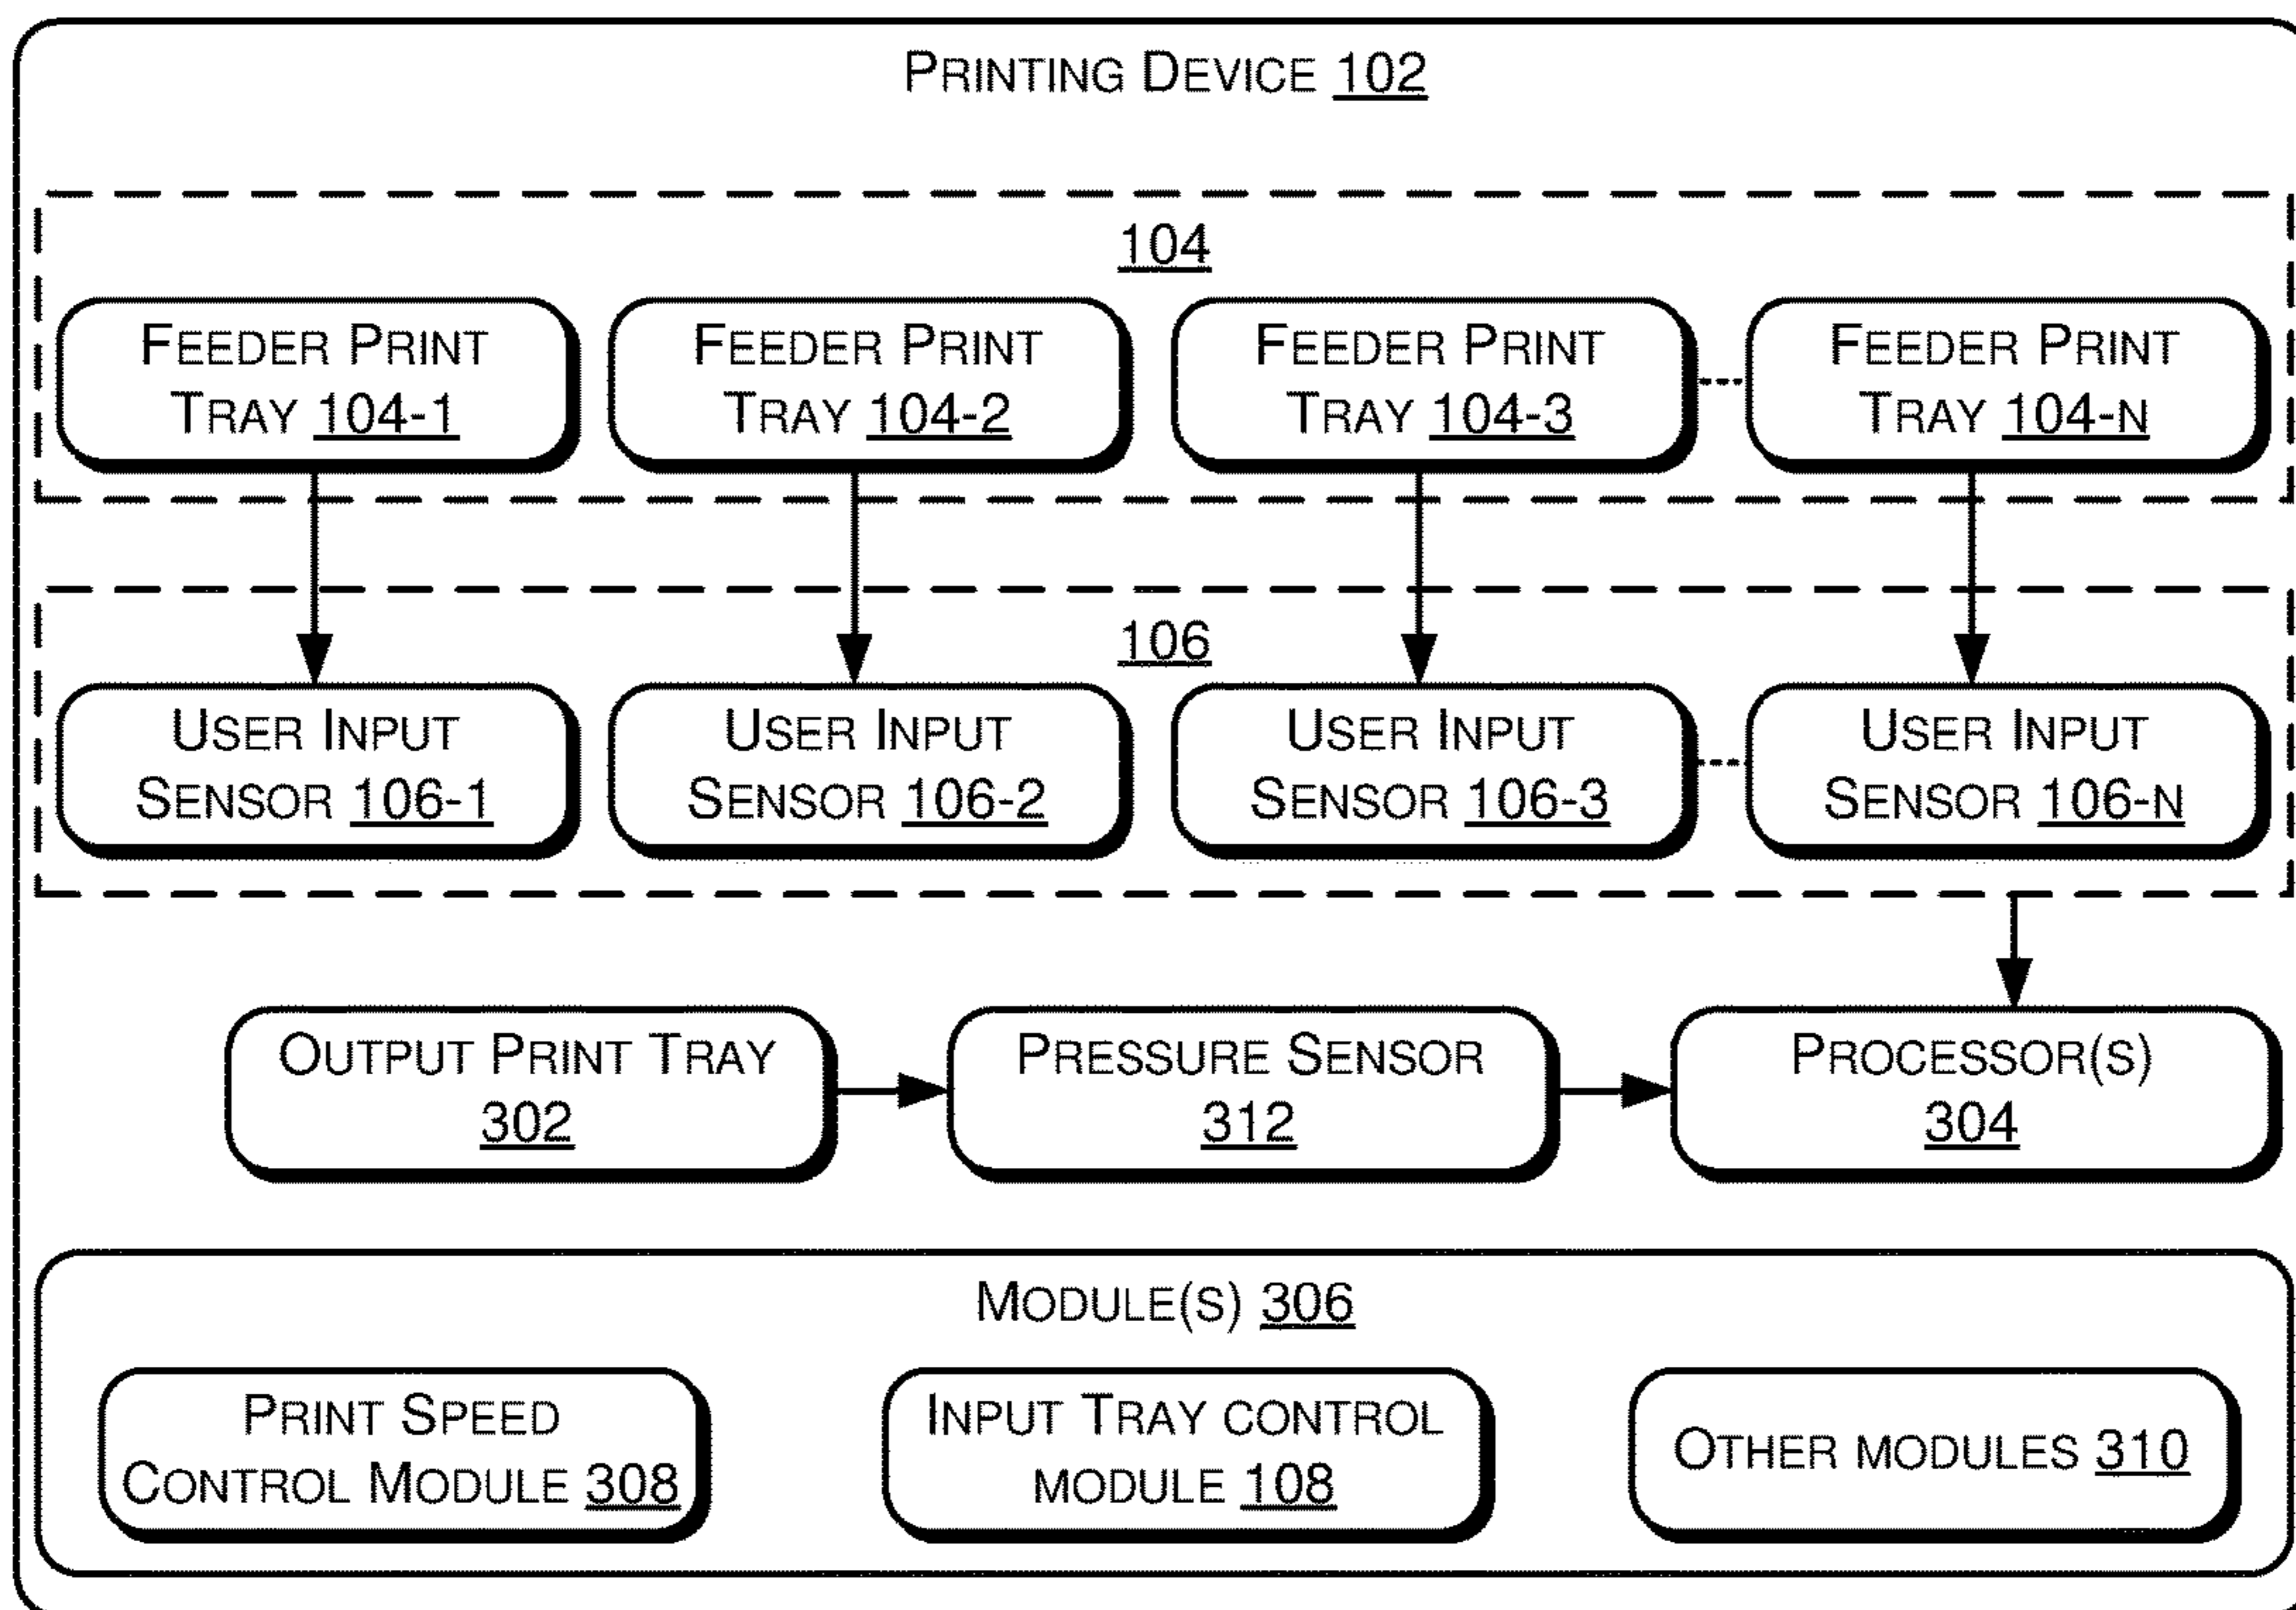 PRINTING DEVICE 102
104
FEEDER PRINT TRAY 104-1
FEEDER PRINT TRAY 104-2
FEEDER PRINT TRAY 104-3
FEEDER PRINT TRAY 104-N
106
USER INPUT SENSOR 106-1
USER INPUT SENSOR 106-2
USER INPUT SENSOR 106-3
USER INPUT SENSOR 106-N
OUTPUT PRINT TRAY
302
PRESSURE SENSOR
312
PROCESSOR(S)
304
MODULE(S) 306
PRINT SPEED
CONTROL MODULE 308
INPUT TRAY CONTROL
MODULE 108
OTHER MODULES 310